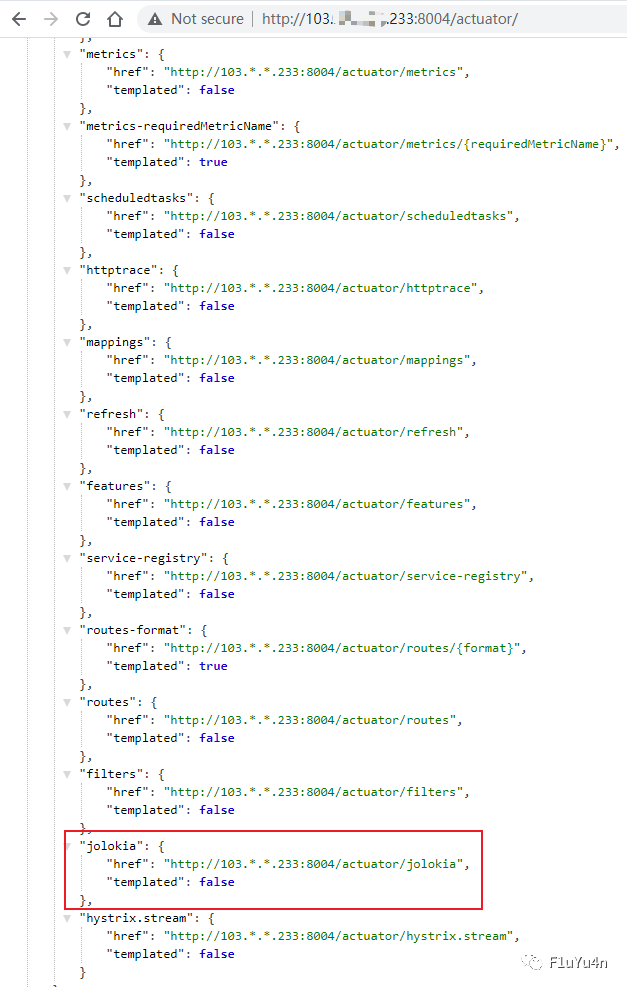 Not secure | http://103. .233:8004/actuator/
},
"metrics": {
"href": "http://103.*.*.233:8004/actuator/metrics",
"templated": false
},
"metrics-requiredMetricName": {
"href": "http://103.*.*.233:8004/actuator/metrics/{requiredMetricName}",
"templated": true
},
"scheduledtasks": {
"href": "http://103.*.*.233:8004/actuator/scheduledtasks",
"templated": false
},
"httptrace": {
"href": "http://103.*.*.233:8004/actuator/httptrace",
"templated": false
},
"mappings": {
"href": "http://103.*.*.233:8004/actuator/mappings",
"templated": false
},
"refresh": {
"href": "http://103.*.*.233:8004/actuator/refresh",
"templated": false
},
"features": {
"href": "http://103.*.*.233:8004/actuator/features",
"templated": false
},
"service-registry": {
"href": "http://103.*.*.233:8004/actuator/service-registry",
"templated": false
},
"routes-format": {
"href": "http://103.*.*.233:8004/actuator/routes/{format}",
"templated": true
},
"routes": {
"href": "http://103.*.*.233:8004/actuator/routes",
"templated": false
},
"filters": {
"href": "http://103.*.*.233:8004/actuator/filters",
"templated": false
},
"jolokia": {
"href": "http://103.*.*.233:8004/actuator/jolokia",
"templated": false
},
"hystrix.stream": {
"href": "http://103.*.*.233:8004/actuator/hystrix.stream",
"templated": false
}
F1uYu4n